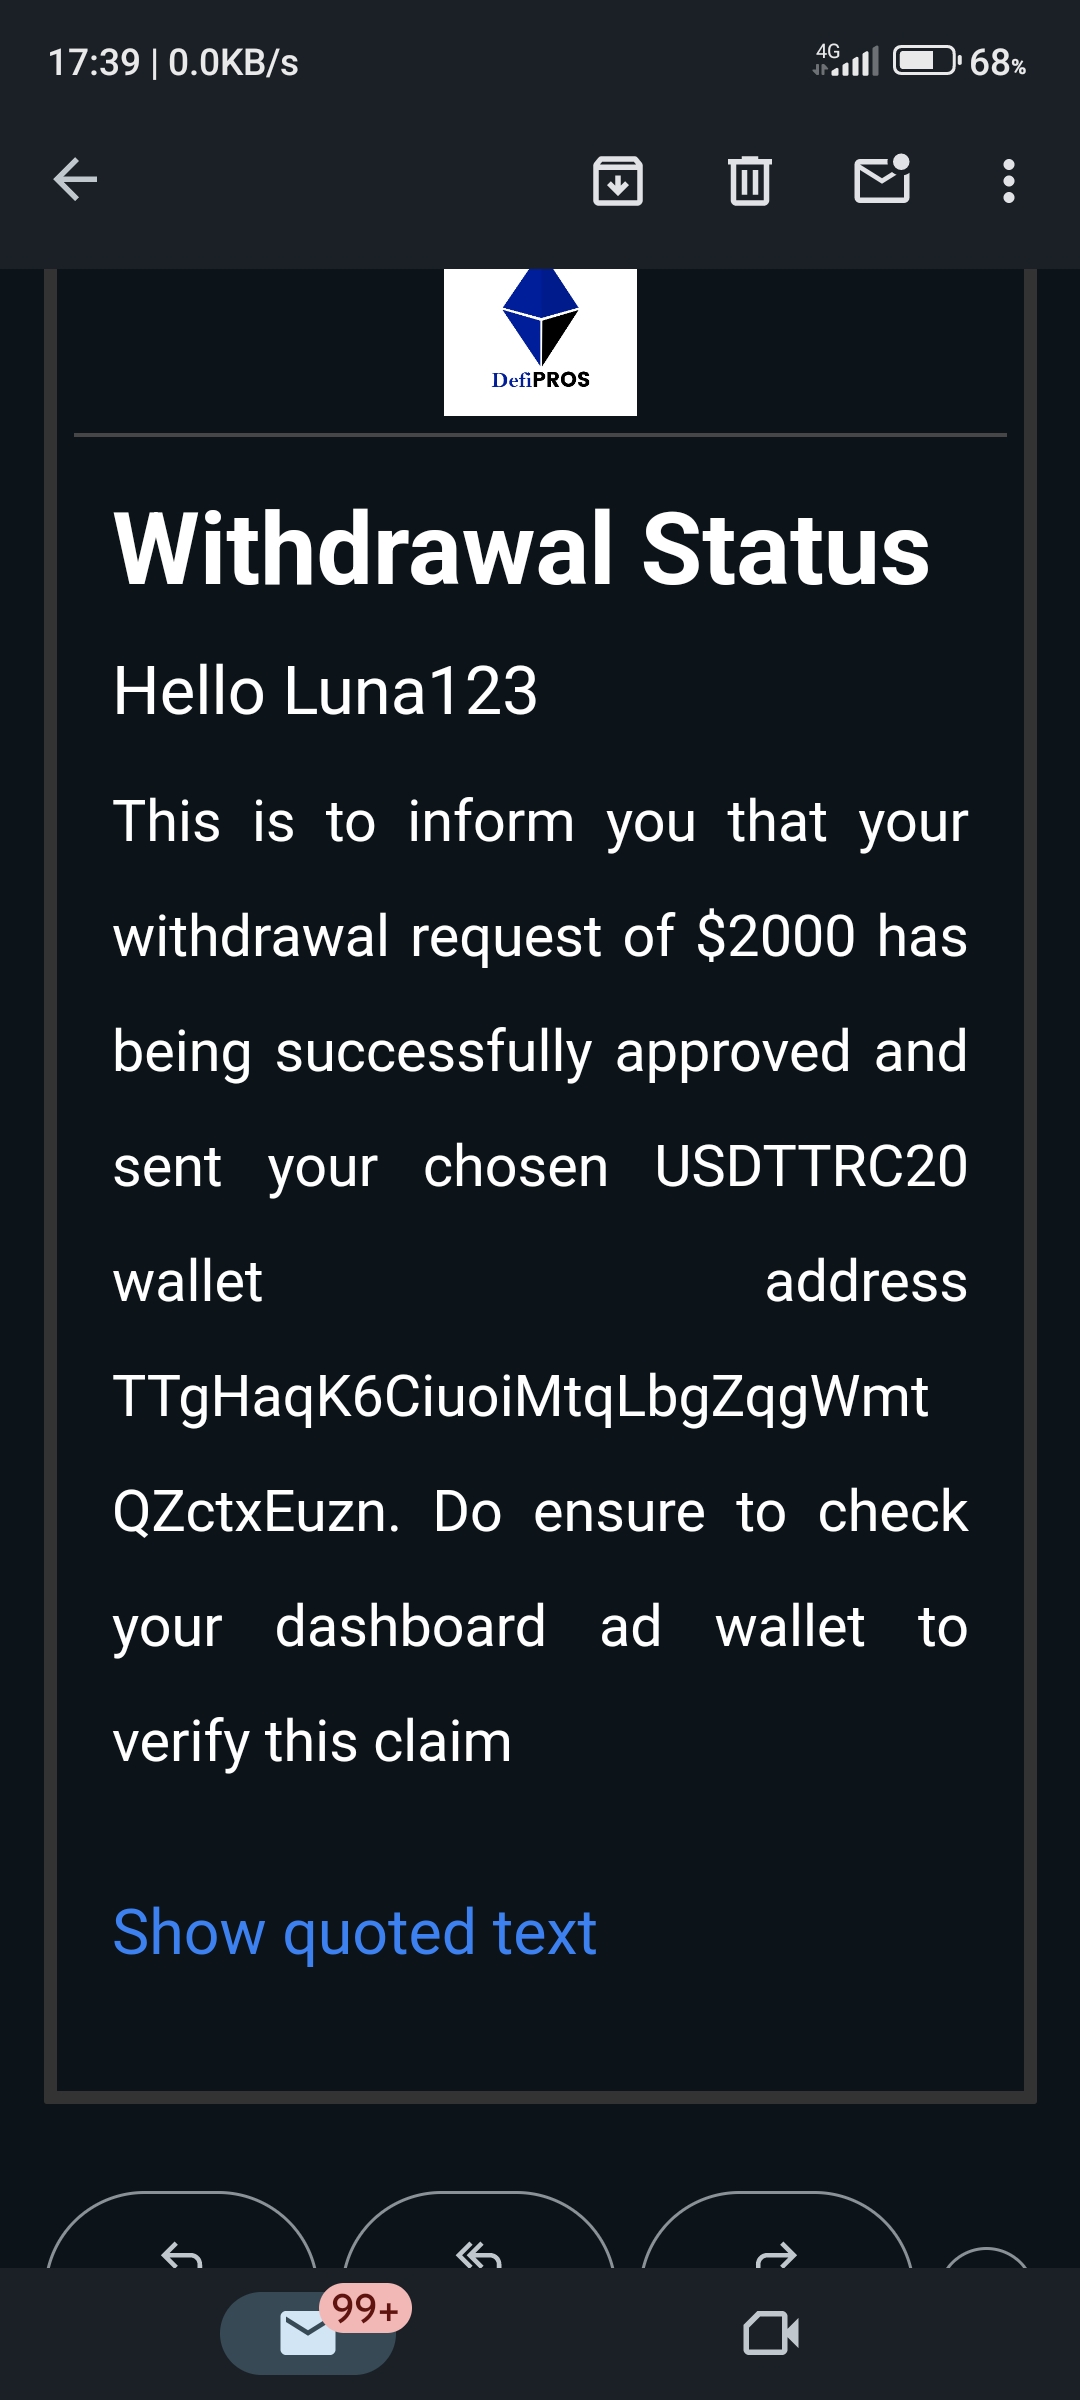 17:39 | 0.0KB/s 4G 68%
DefiPROS
Withdrawal Status
Hello Luna123
This is to inform you that your
withdrawal request of $2000 has
being successfully approved and
sent your chosen USDTTRC20
wallet address
TTgHaqK6CiuoiMtqLbgZqgWmt
QZctxEuzn. Do ensure to check
your dashboard ad wallet to
verify this claim
Show quoted text
99+